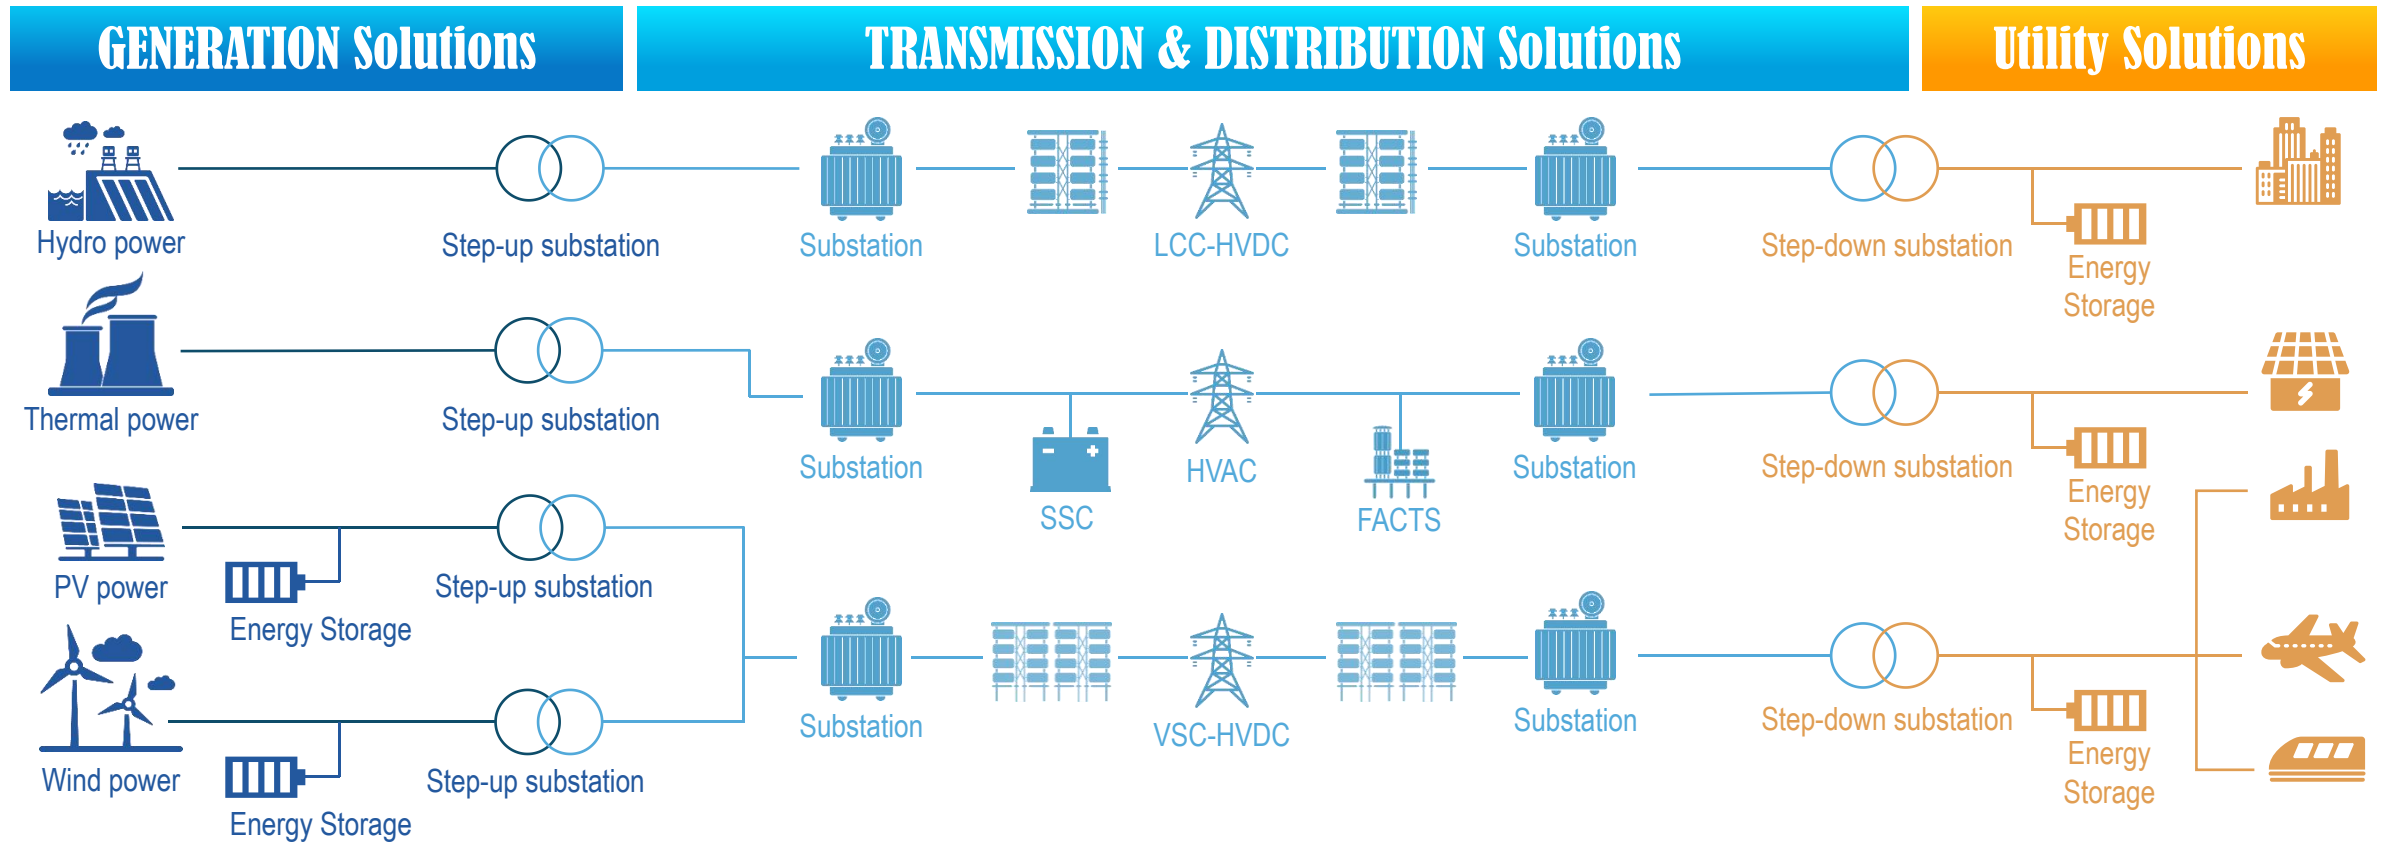 GENERATION Solutions
TRANSMISSION & DISTRIBUTION Solutions
Utility Solutions
Hydro power
Step-up substation
Substation
LCC-HVDC
Substation
Step-down substation
Energy
Storage
Thermal power
Step-up substation
Substation
SSC
HVAC
FACTS
Substation
Step-down substation
Energy
Storage
PV power
Energy Storage
Step-up substation
Wind power
Energy Storage
Step-up substation
Substation
VSC-HVDC
Substation
Step-down substation
Energy
Storage